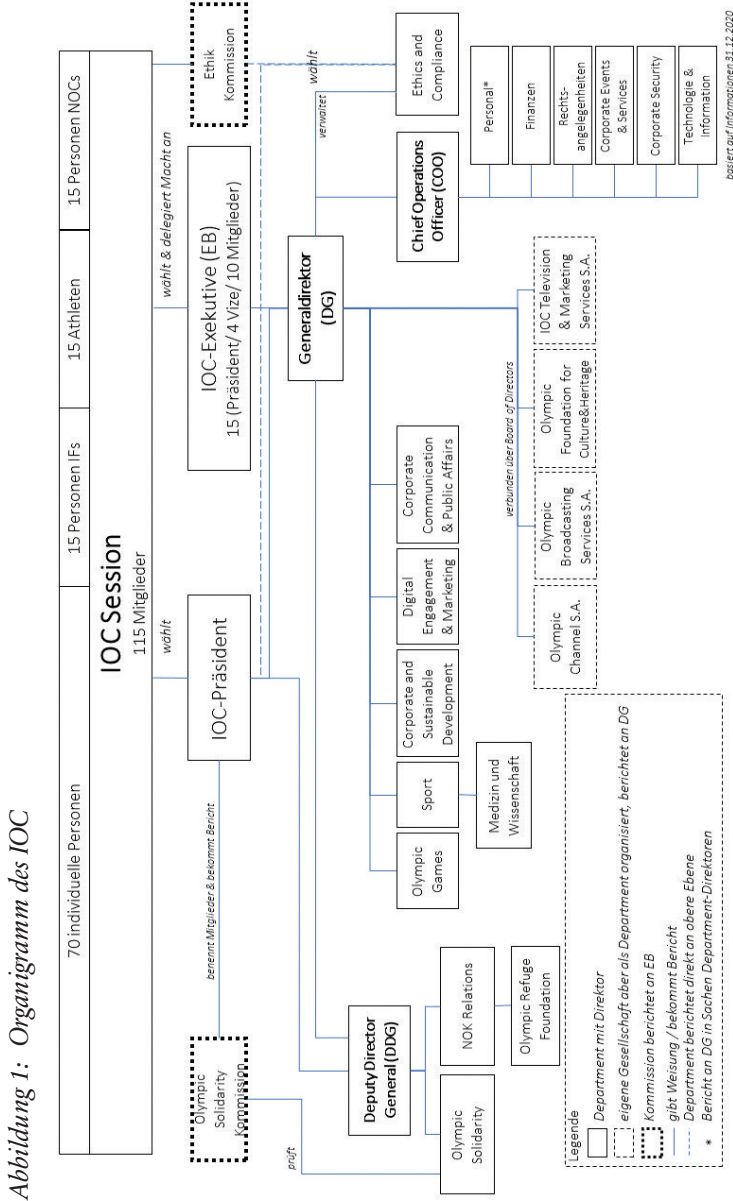 Abbildung 1: Organigramm des IOC
70 individuelle Personen
15 Personen IFs
15 Athleten
15 Personen NOCs
IOC Session
115 Mitglieder
wählt
wählt & delegiert Macht an
Olympic
Solidarity
Kommission
benennt Mitglieder & bekommt Bericht
IOC-Präsident
IOC-Exekutive (EB)
15 (Präsident/ 4 Vize/ 10 Mitglieder)
Ethik
Kommission
prüft
Deputy Director
General (DDG)
Generaldirektor
(DG)
verwaltet
wählt
Chief Operations
Officer (COO)
Ethics and
Compliance
Olympic
Solidarity
NOK Relations
Olympic Refuge
Foundation
Olympic
Games
Sport
Corporate and
Sustainable
Development
Digital
Engagement
& Marketing
Corporate
Communication
& Public Affairs
Medizin und
Wissenschaft
Personal*
Finanzen
Rechts-
angelegenheiten
Corporate Events
& Services
Corporate Security
Technologie &
Information
verbunden über Board of Directors
Olympic
Channel S.A.
Olympic
Broadcasting
Services S.A.
Olympic
Foundation for
Culture&Heritage
IOC Television
& Marketing
Services S.A.
Legende
Department mit Direktor
eigene Gesellschaft aber als Department organisiert, berichtet an DG
Kommission berichtet an EB
gibt Weisung / bekommt Bericht
Department berichtet direkt an obere Ebene
* Bericht an DG in Sachen Department-Direktoren
basiert auf Informationen 31.12.2020